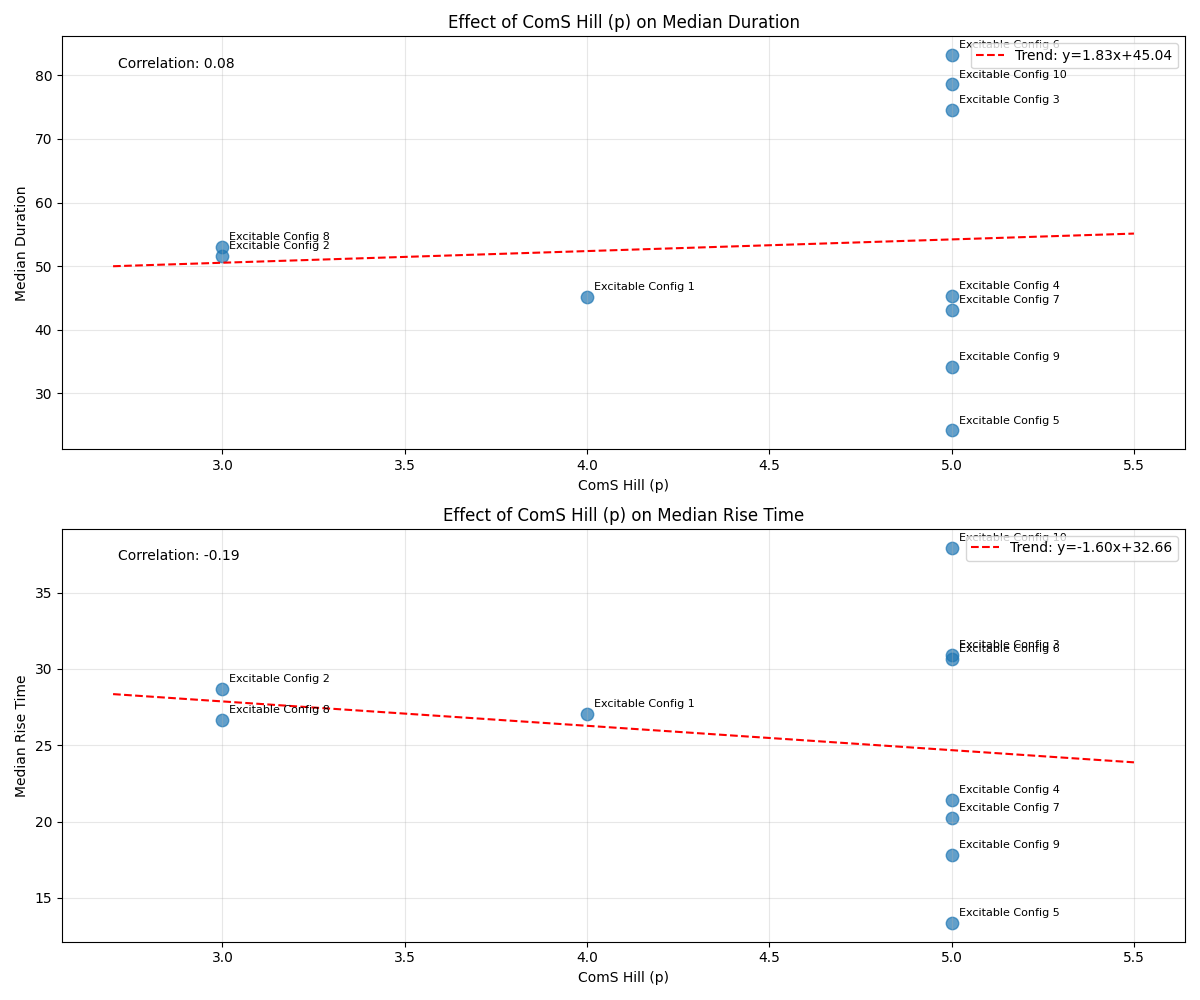 Effect of ComS Hill (p) on Median Duration
Correlation: 0.08
Trend: y=1.83x+45.04
Excitable Config 6
Excitable Config 10
Excitable Config 3
Excitable Config 8
Excitable Config 2
Excitable Config 1
Excitable Config 4
Excitable Config 7
Excitable Config 9
Excitable Config 5
Median Duration
80
70
60
50
40
30
3.0
3.5
4.0
4.5
5.0
5.5
ComS Hill (p)
Effect of ComS Hill (p) on Median Rise Time
Correlation: -0.19
Trend: y=-1.60x+32.66
Excitable Config 10
Excitable Config 3
Excitable Config 6
Excitable Config 2
Excitable Config 8
Excitable Config 1
Excitable Config 4
Excitable Config 7
Excitable Config 9
Excitable Config 5
Median Rise Time
35
30
25
20
15
3.0
3.5
4.0
4.5
5.0
5.5
ComS Hill (p)